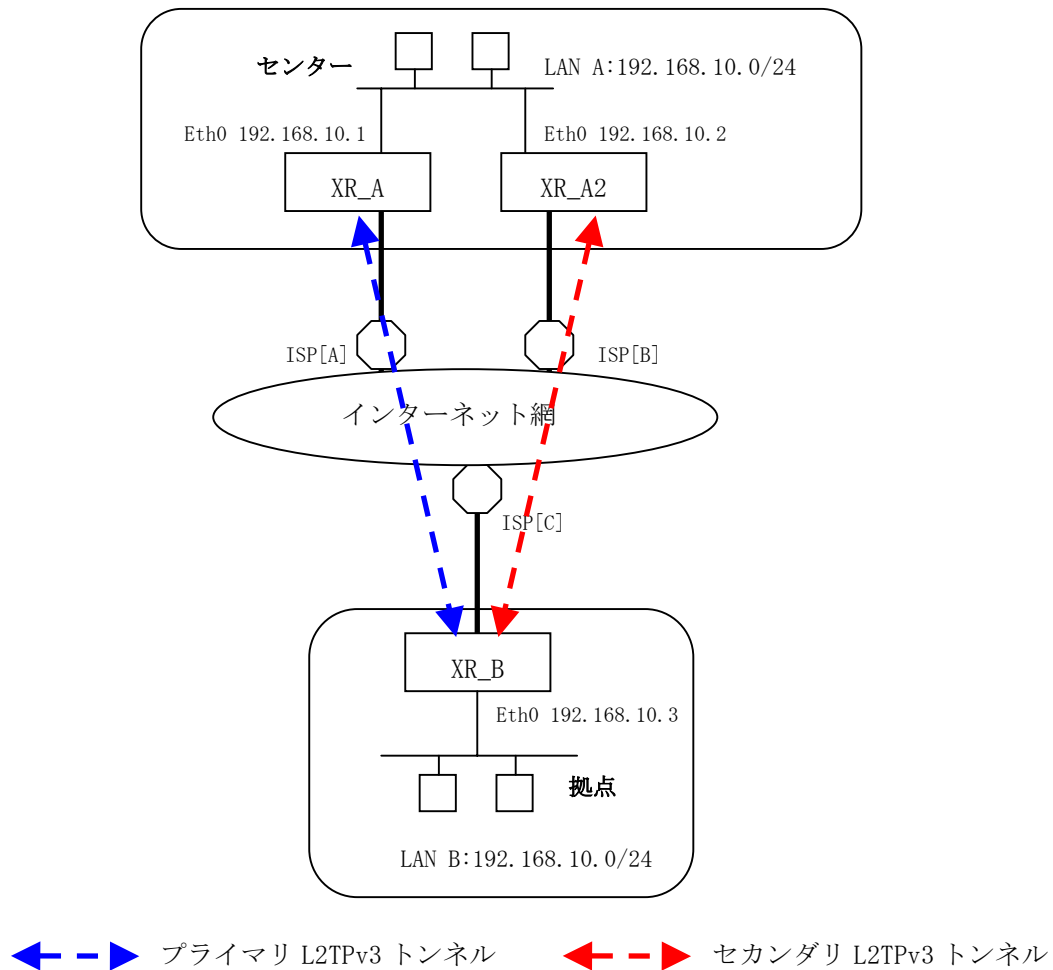 センター
LAN A:192.168.10.0/24
Eth0 192.168.10.1
Eth0 192.168.10.2
XR_A
XR_A2
ISP[A]
ISP[B]
インターネット網
ISP[C]
XR_B
Eth0 192.168.10.3
拠点
LAN B:192.168.10.0/24
プライマリ L2TPv3 トンネル
セカンダリ L2TPv3 トンネル